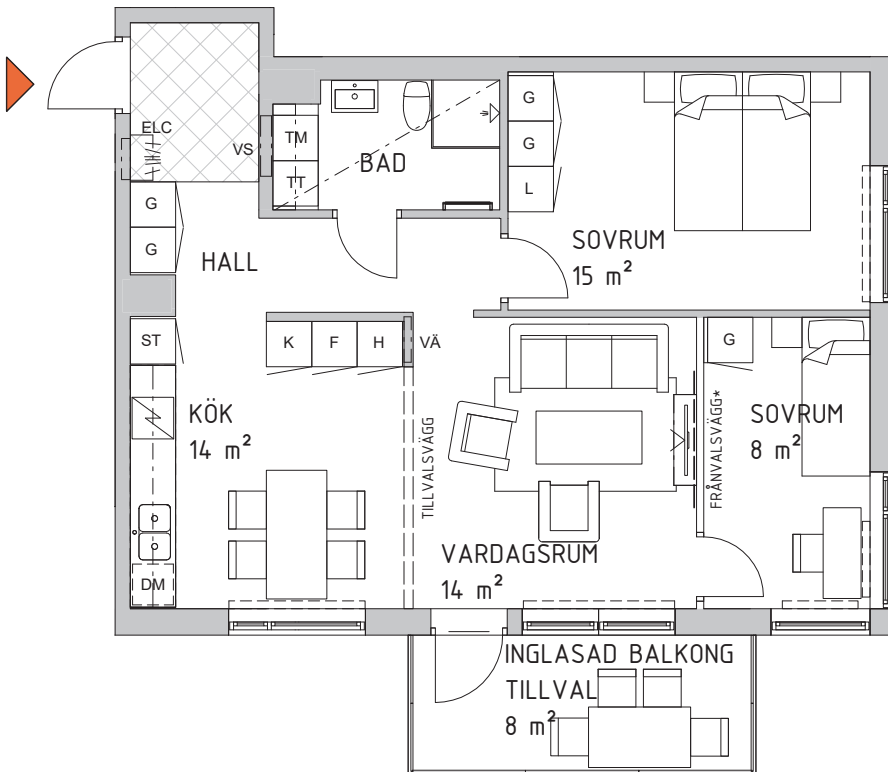 ELC
VS
TM
TT
BAD
G
G
L
SOVRUM
15 m²
G
G
HALL
ST
K F H
VÄ
KÖK
14 m²
TILLVALSVÄGG
FRÅNVALSVÄGG*
G
SOVRUM
8 m²
VARDAGSRUM
14 m²
DM
INGLASAD BALKONG
TILLVAL
8 m²